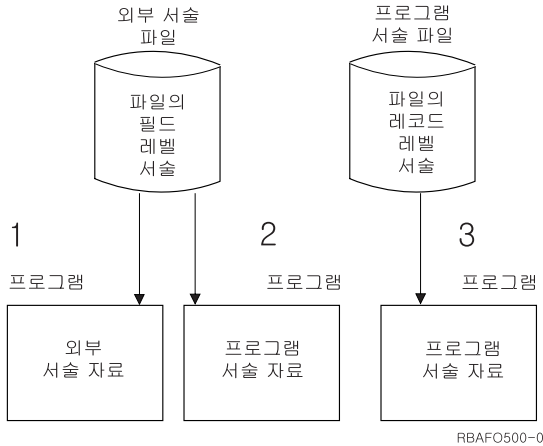 외부 서술
파일
프로그램
서술 파일
파일의
필드
레벨
서술
파일의
레코드
레벨
서술
1
2
3
프로그램
프로그램
프로그램
외부
서술 자료
프로그램
서술 자료
프로그램
서술 자료
RBAFO500-0